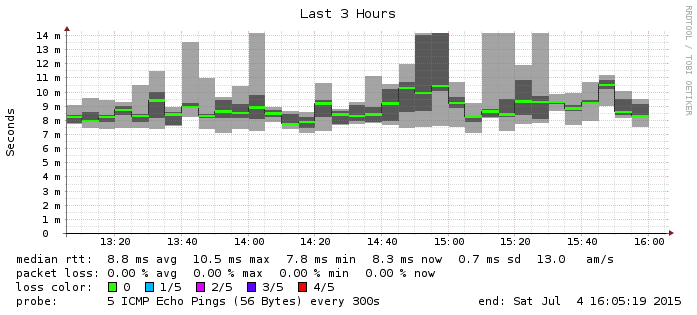 Last 3 Hours
RRDTOOL / TOBI OETIKER
Seconds
14 m
13 m
12 m
11 m
10 m
9 m
8 m
7 m
6 m
5 m
4 m
3 m
2 m
1 m
0
13:20 13:40 14:00 14:20 14:40 15:00 15:20 15:40 16:00
median rtt: 8.8 ms avg 10.5 ms max 7.8 ms min 8.3 ms now 0.7 ms sd 13.0 am/s
packet loss: 0.00 % avg 0.00 % max 0.00 % min 0.00 % now
loss color: 0 1/5 2/5 3/5 4/5
probe: 5 ICMP Echo Pings (56 Bytes) every 300s end: Sat Jul 4 16:05:19 2015